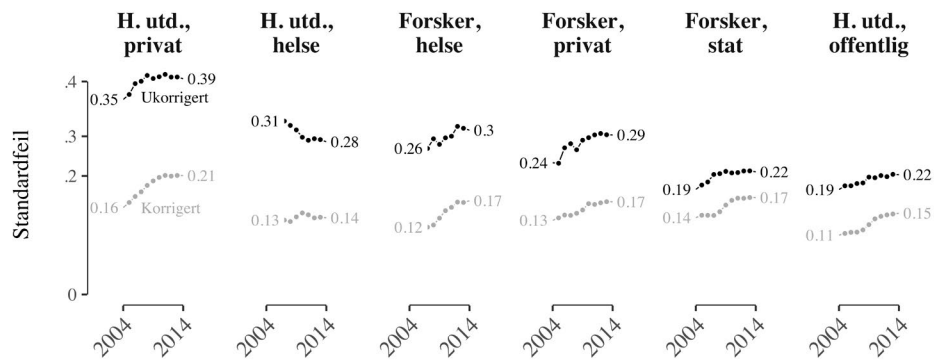 H. utd.,
privat
H. utd.,
helse
Forsker,
helse
Forsker,
privat
Forsker,
stat
H. utd.,
offentlig
Standardfeil
.4
.3
.2
0
0.35
0.39
Ukorrigert
0.16
0.21
Korrigert
0.31
0.28
0.13
0.14
0.26
0.3
0.12
0.17
0.24
0.29
0.13
0.17
0.19
0.22
0.14
0.17
0.19
0.22
0.11
0.15
2004 2014
2004 2014
2004 2014
2004 2014
2004 2014
2004 2014